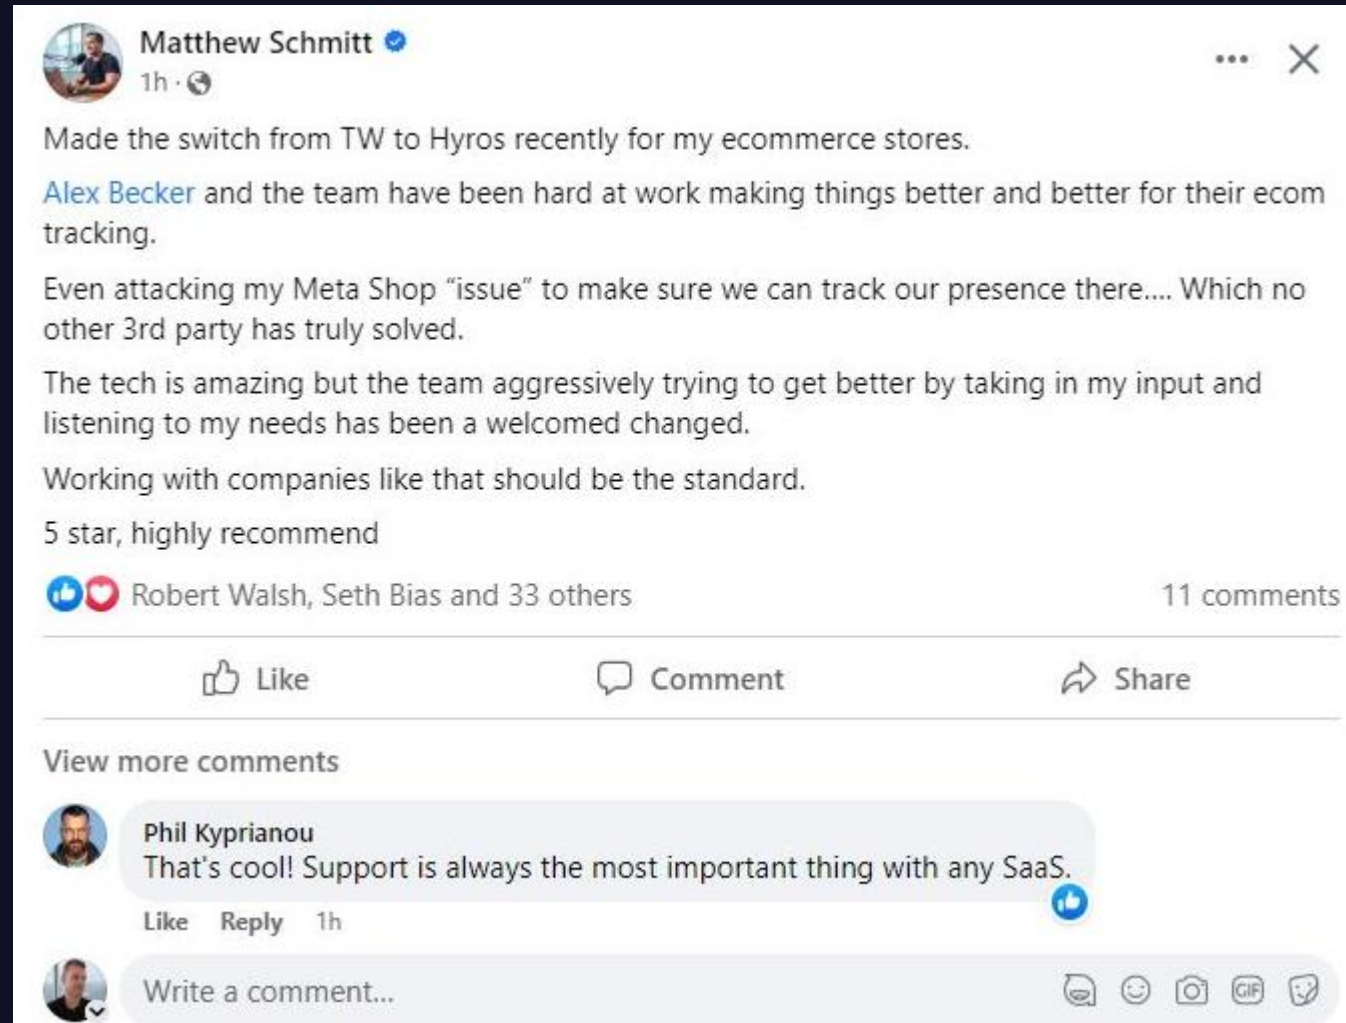 Matthew Schmitt
1h ·
Made the switch from TW to Hyros recently for my ecommerce stores.
Alex Becker and the team have been hard at work making things better and better for their ecom
tracking.
Even attacking my Meta Shop “issue” to make sure we can track our presence there.... Which no
other 3rd party has truly solved.
The tech is amazing but the team aggressively trying to get better by taking in my input and
listening to my needs has been a welcomed changed.
Working with companies like that should be the standard.
5 star, highly recommend
Robert Walsh, Seth Bias and 33 others 11 comments
Like Comment Share
View more comments
Phil Kyprianou
That's cool! Support is always the most important thing with any SaaS.
Like Reply 1h
Write a comment... GIF